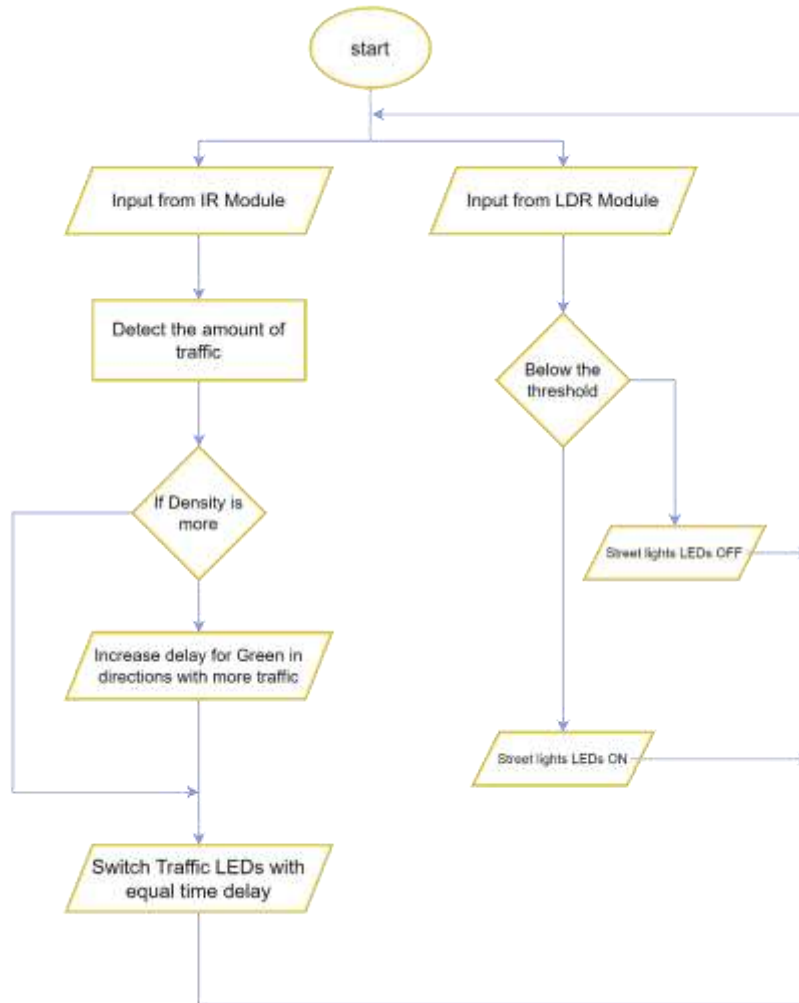 start
Input from IR Module
Input from LDR Module
Detect the amount of
traffic
Below the
threshold
If Density is
more
Street lights LEDs OFF
Increase delay for Green in
directions with more traffic
Street lights LEDs ON
Switch Traffic LEDs with
equal time delay